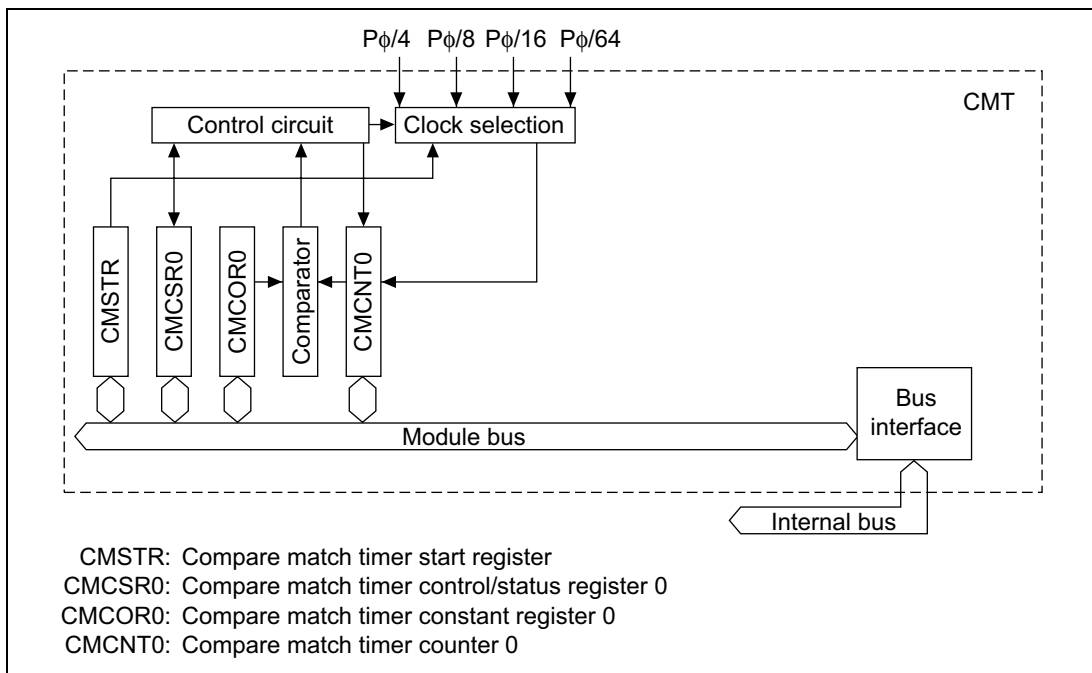 Pϕ/4 Pϕ/8 Pϕ/16 Pϕ/64
CMT
Control circuit
Clock selection
CMSTR
CMCSR0
CMCOR0
Comparator
CMCNT0
Bus
interface
Module bus
Internal bus
CMSTR: Compare match timer start register
CMCSR0: Compare match timer control/status register 0
CMCOR0: Compare match timer constant register 0
CMCNT0: Compare match timer counter 0